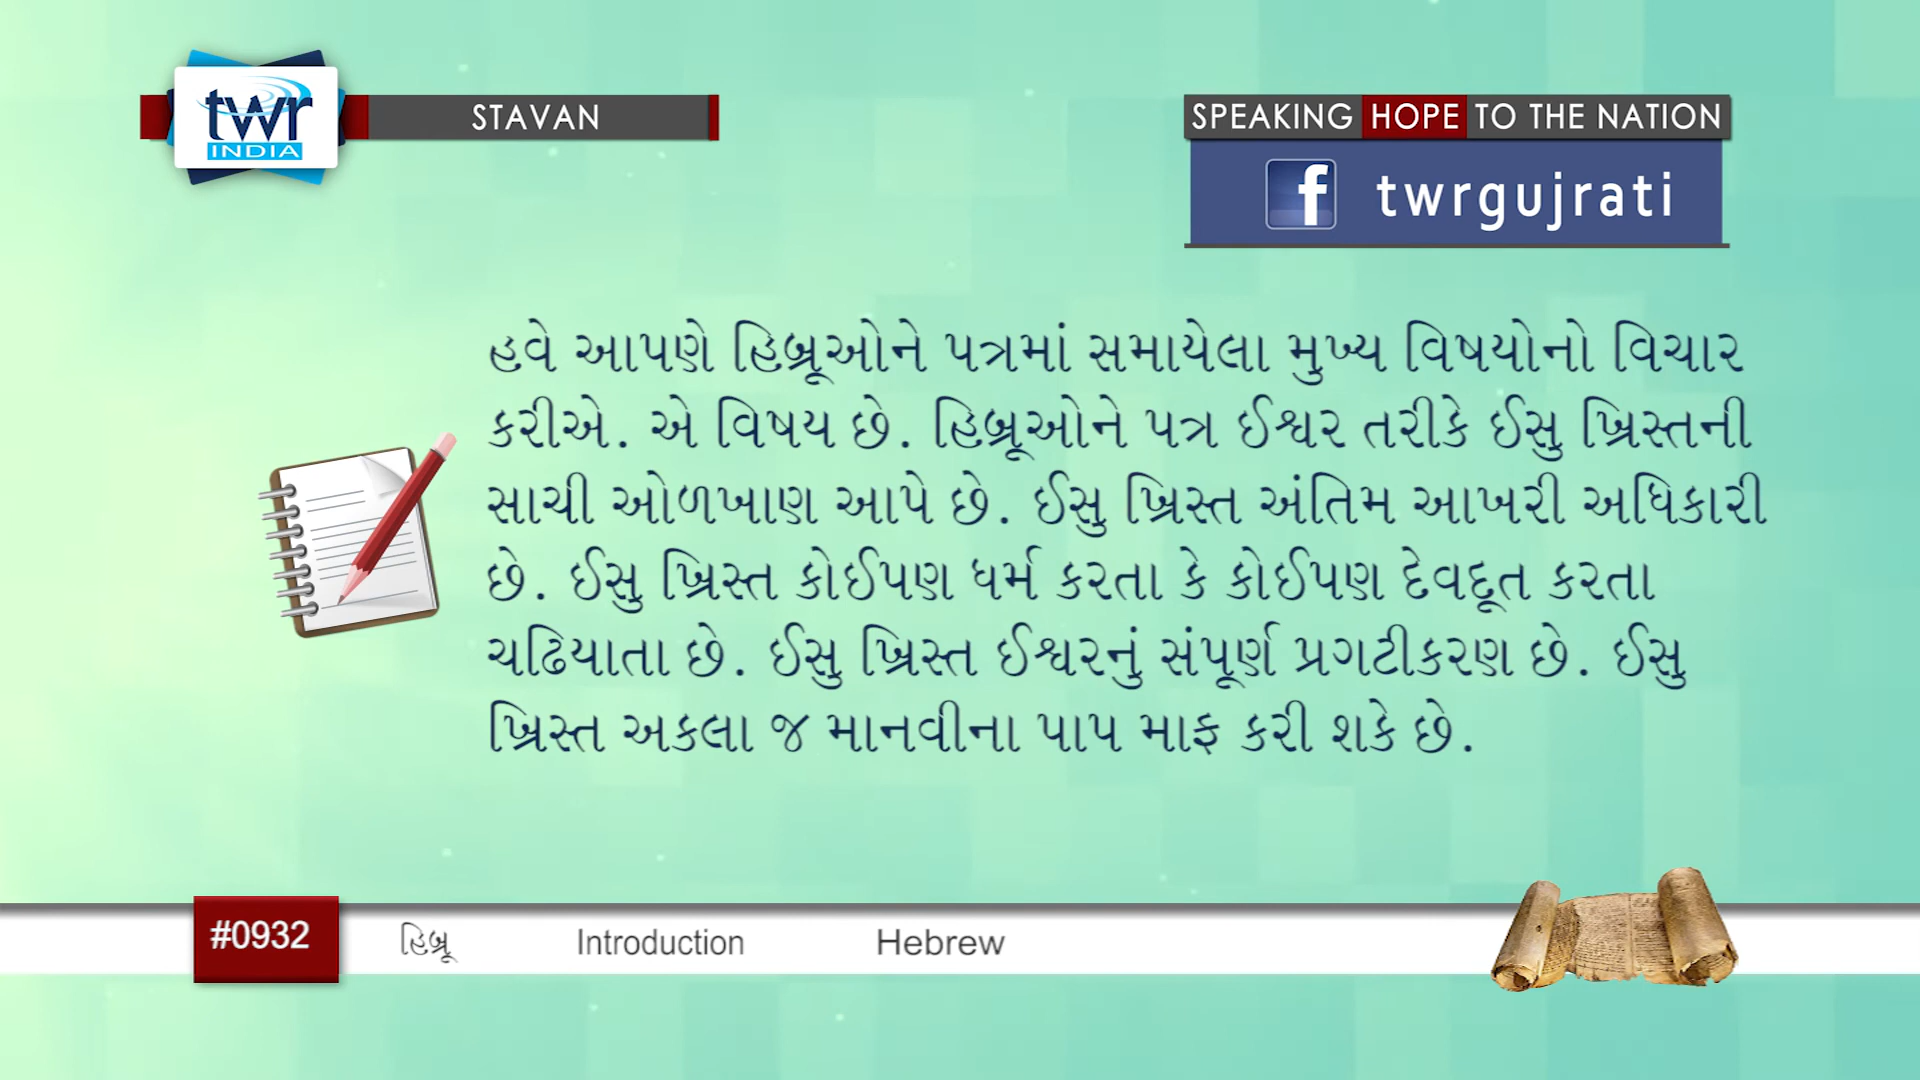 twr
INDIA
STAVAN
SPEAKING HOPE TO THE NATION
twrgujrati
હવે આપણે હિબ્રૂઓને પત્રમાં સમાયેલા મુખ્ય વિષયોનો વિચાર
કરીએ. એ વિષય છે. હિબ્રૂઓને પત્ર ઈશ્વર તરીકે ઈસુ ખ્રિસ્તની
સાચી ઓળખાણ આપે છે. ઈસુ ખ્રિસ્ત અંતિમ આખરી અધિકારી
છે. ઈસુ ખ્રિસ્ત કોઈપણ ધર્મ કરતા કે કોઈપણ દેવદૂત કરતા
ચઢિયાતા છે. ઈસુ ખ્રિસ્ત ઈશ્વરનું સંપૂર્ણ પ્રગટીકરણ છે. ઈસુ
ખ્રિસ્ત અકલા જ માનવીના પાપ માફ કરી શકે છે.
#0932 હિબ્રૂ Introduction Hebrew